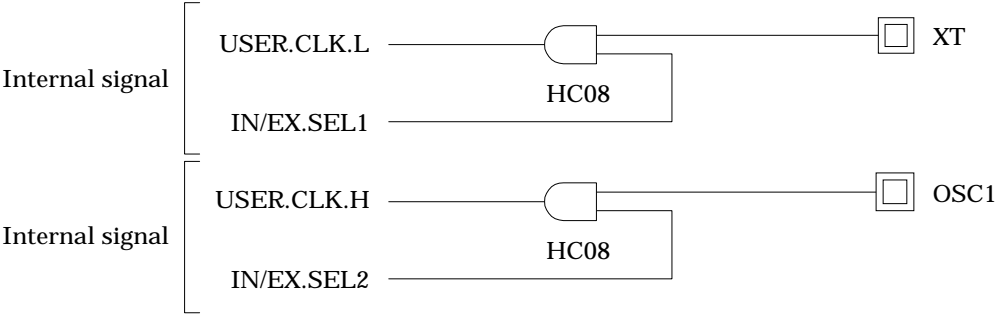 USER.CLK.L
XT
Internal signal
HC08
IN/EX.SEL1
USER.CLK.H
OSC1
Internal signal
HC08
IN/EX.SEL2